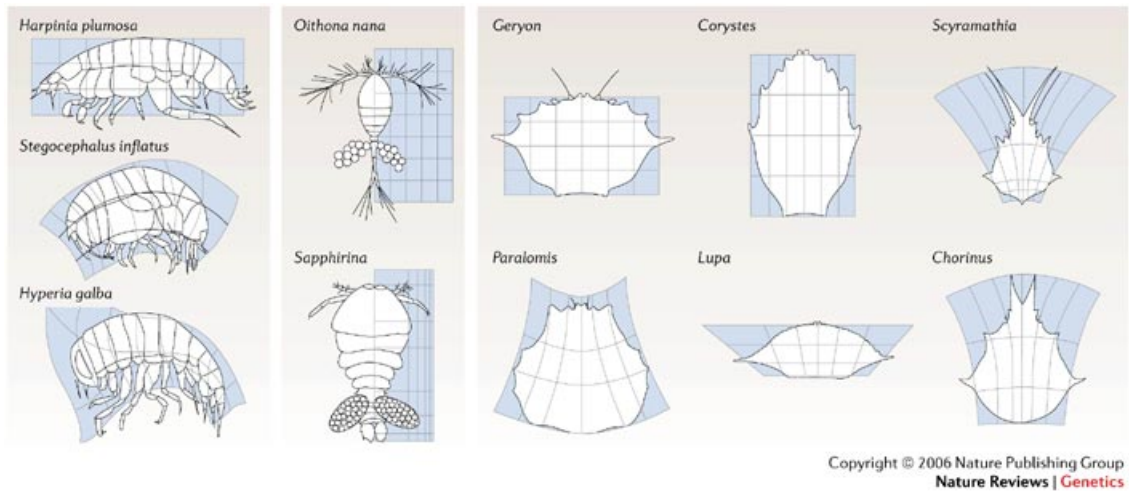 Harpinia plumosa
Stegocephalus inflatus
Hyperia galba
Oithona nana
Sapphirina
Geryon
Corystes
Scyramathia
Paralomis
Lupa
Chorinus
Copyright © 2006 Nature Publishing Group
Nature Reviews | Genetics